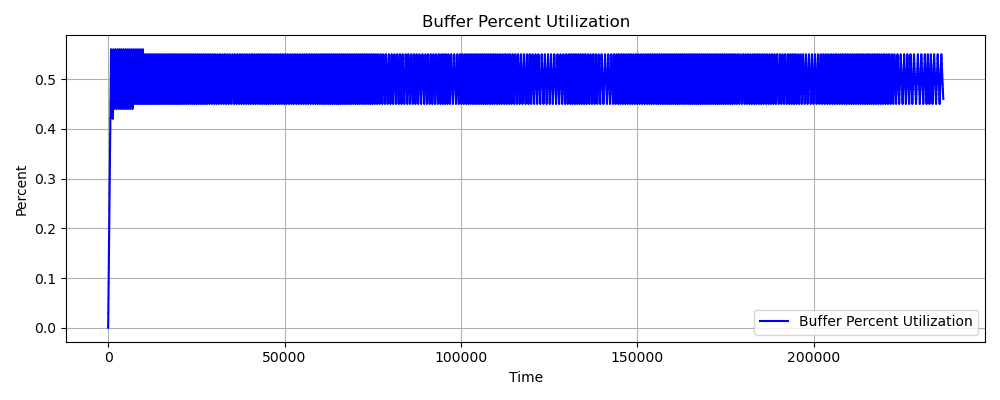 Buffer Percent Utilization
Percent
0.5
0.4
0.3
0.2
0.1
0.0
Buffer Percent Utilization
0
50000
100000
150000
200000
Time